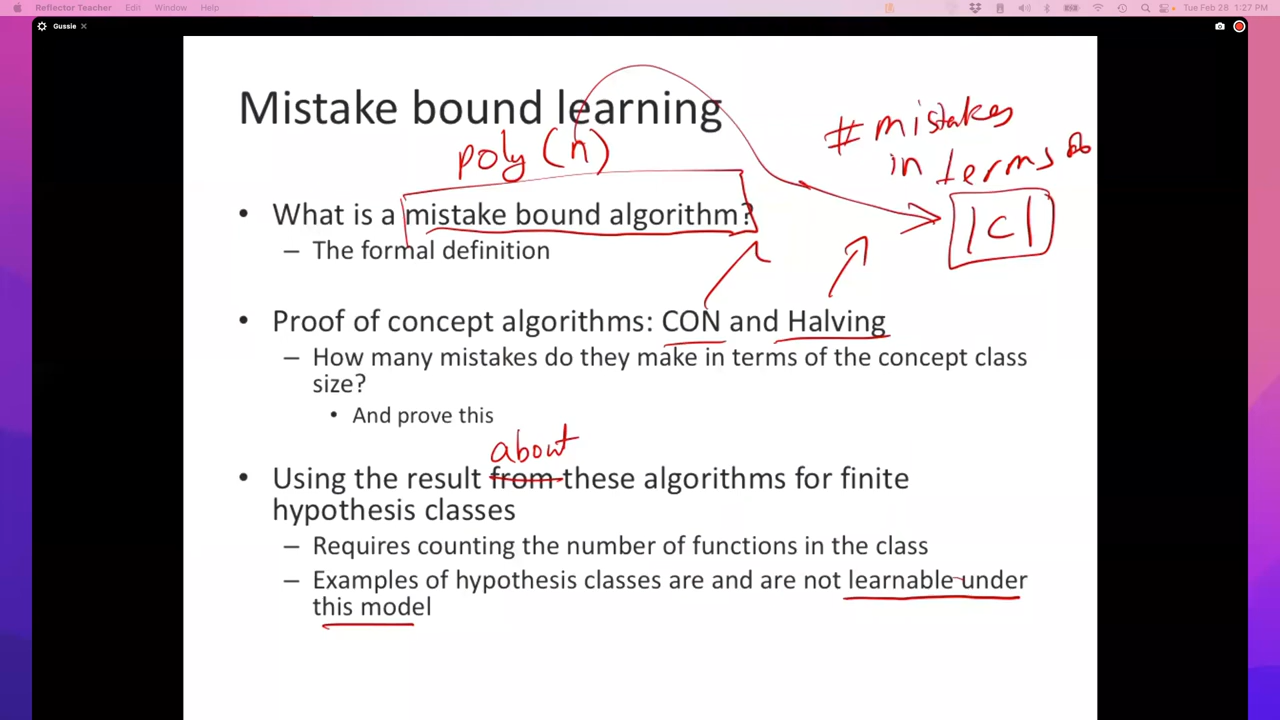 Reflector Teacher Edit Window Help Tue Feb 28 1:27 PM
Gussie
Mistake bound learning
# mistakes
in terms
poly (n)
|C|
• What is a mistake bound algorithm?
– The formal definition
• Proof of concept algorithms: CON and Halving
– How many mistakes do they make in terms of the concept class
size?
• And prove this
about
• Using the result from these algorithms for finite
hypothesis classes
– Requires counting the number of functions in the class
– Examples of hypothesis classes are and are not learnable under
this model